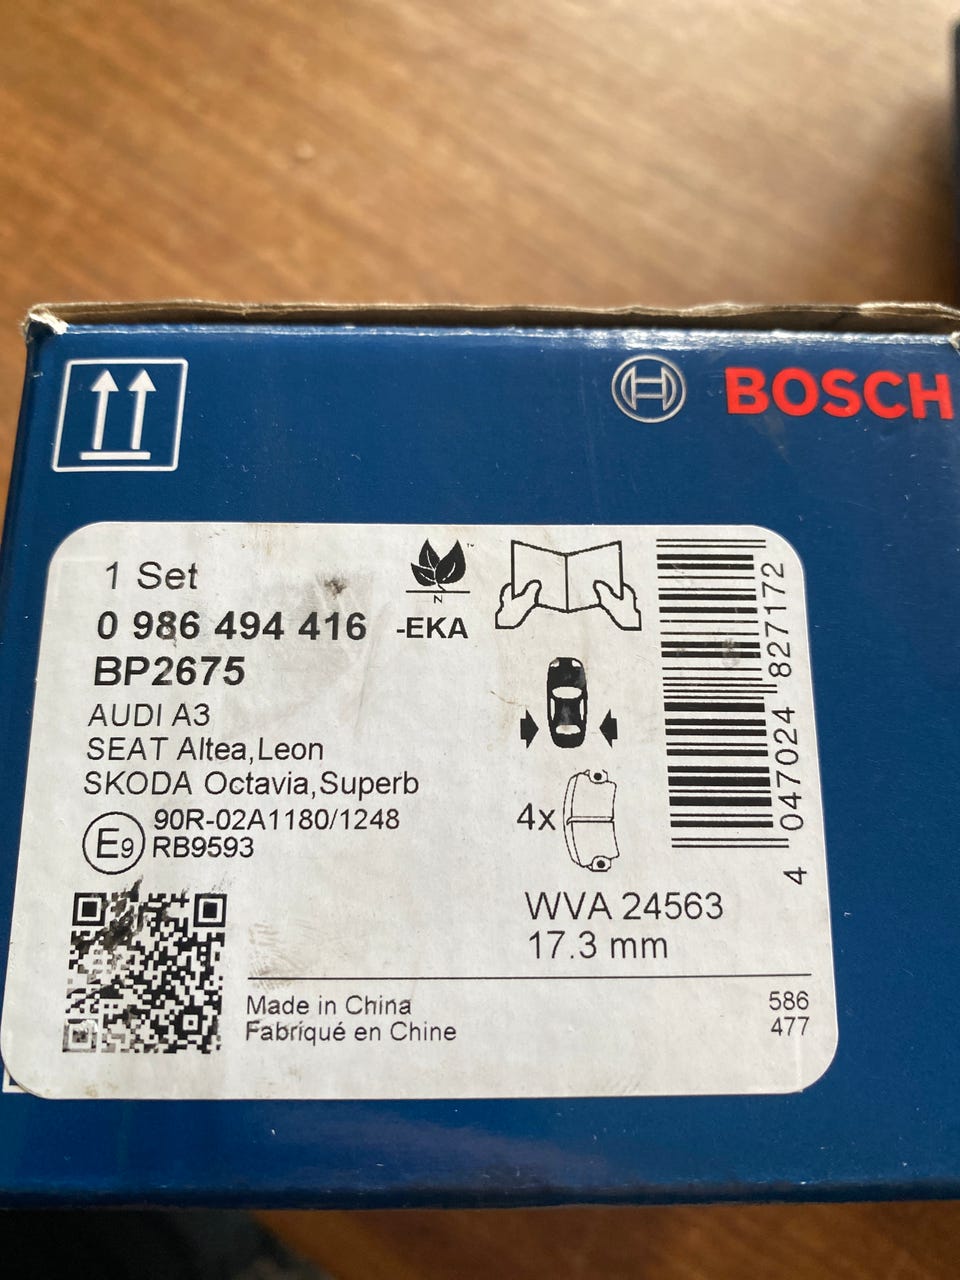 BOSCH
1 Set
0 986 494 416 -EKA
BP2675
AUDI A3
SEAT Altea,Leon
SKODA Octavia,Superb
E9
90R-02A1180/1248
RB9593
N
4x
WVA 24563
17.3 mm
4 047024 827172
Made in China
Fabriqué en Chine
586
477